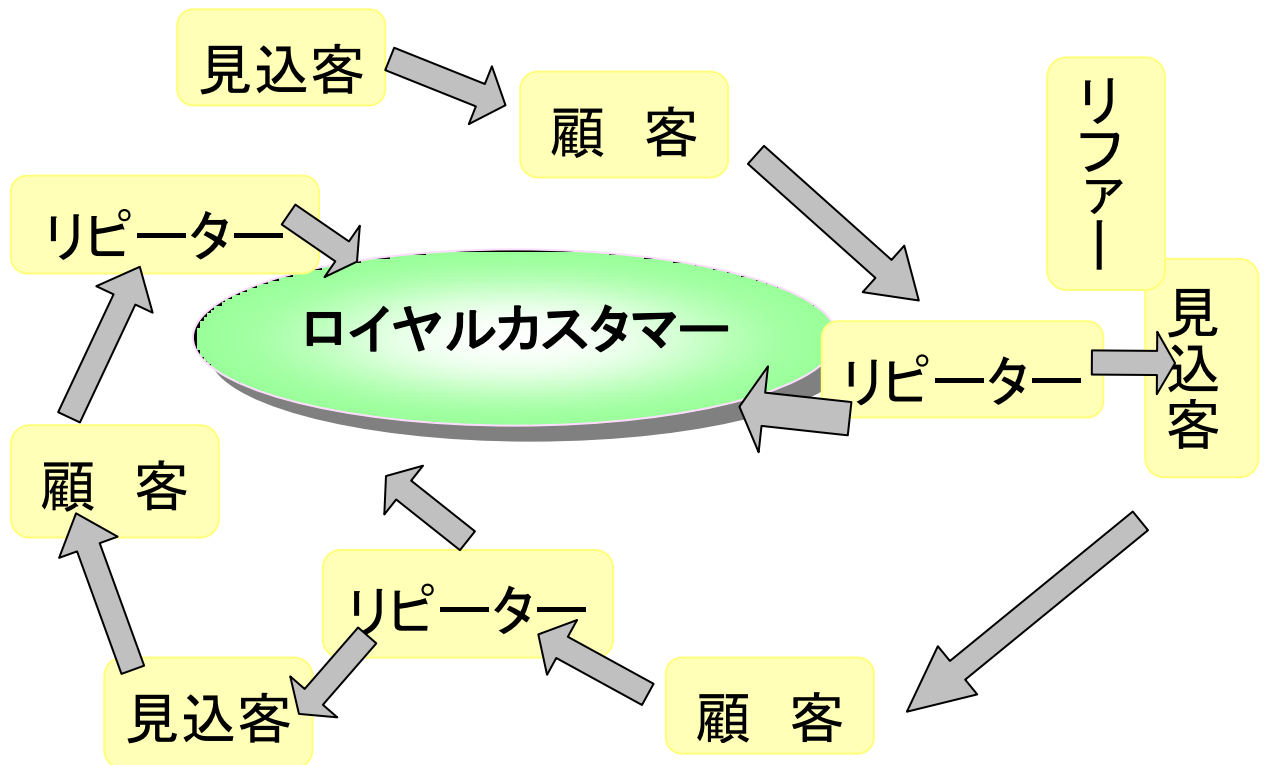 見込客
顧　客
リファー
リピーター
ロイヤルカスタマー
見込客
リピーター
顧　客
リピーター
見込客
顧　客